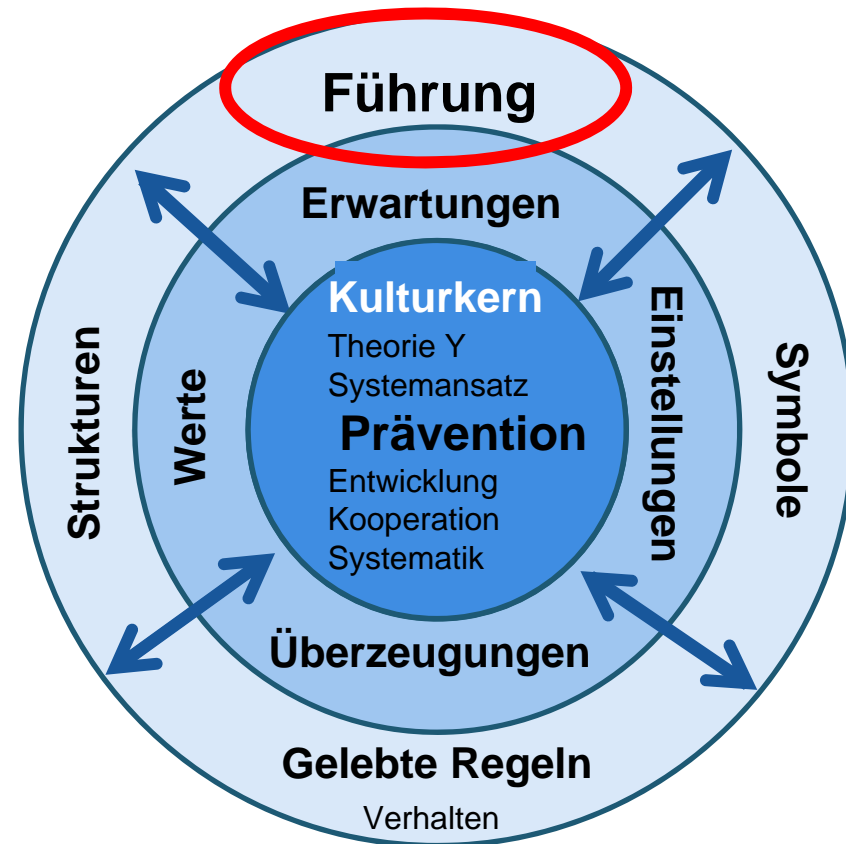 Führung
Erwartungen
Kulturkern
Theorie Y
Systemansatz
Prävention
Entwicklung
Kooperation
Systematik
Strukturen
Werte
Einstellungen
Symbole
Überzeugungen
Gelebte Regeln
Verhalten